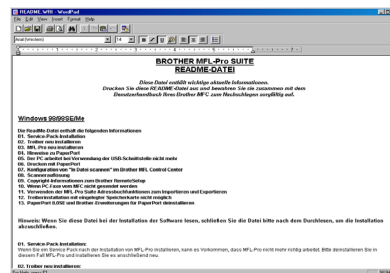 README.WRI - WordPad
File Edit View Insert Format Help
Arial (Western) 14
BROTHER MFL-Pro SUITE
README-DATEI
Diese Datei enthält wichtige aktuelle Informationen.
Drucken Sie diese README-Datei aus und bewahren Sie sie zusammen mit dem
Benutzerhandbuch Ihres Brother MFC zum Nachschlagen sorgfältig auf.
Windows 98/98SE/Me
Die ReadMe-Datei enthält die folgenden Informationen
01. Service-Pack-Installation
02. Treiber neu installieren
03. MFL-Pro neu installieren
04. Hinweise zu PaperPort
05. Der PC arbeitet bei Verwendung der USB-Schnittstelle nicht mehr
06. Drucken mit PaperPort
07. Konfiguration von "In Datei scannen" im Brother MFL Control Center
08. Scannerauflösung
09. Copyright-Informationen zum Brother RemoteSetup
10. Wenn PC-Faxe vom MFC nicht gesendet werden
11. Verwenden der MFL-Pro Suite Adressbuchfunktionen zum Importieren und Exportieren
12. Treiberinstallation mit eingelegter Speicherkarte nicht möglich
13. PaperPort 8.0SE und Brother Erweiterungen für PaperPort deinstallieren
Hinweis: Wenn Sie diese Datei bei der Installation der Software lesen, schließen Sie die Datei bitte nach dem Durchlesen, um die Installation
abzuschließen.
01. Service-Pack-Installation:
Wenn Sie ein Service Pack nach der Installation von MFL-Pro installieren, kann es vorkommen, dass MFL-Pro nicht mehr richtig arbeitet. Bitte deinstallieren Sie in
diesem Fall MFL-Pro und installieren Sie es anschließend neu.
02. Treiber neu installieren: